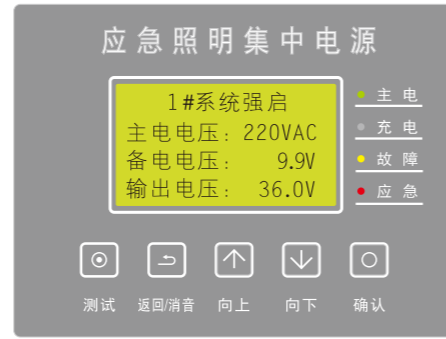 应急照明集中电源
1#系统强启
主电电压: 220VAC
备电电压: 9.9V
输出电压: 36.0V
主电
充电
故障
应急
测试 返回/消音 向上 向下 确认